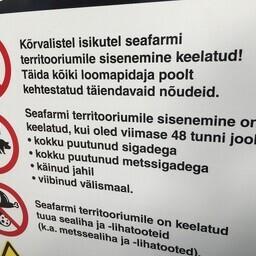 Kõrvalistel isikutel seafarmi
territooriumile sisenemine keelatud!
Täida kõiki loomapidaja poolt
kehtestatud täiendavaid nõudeid.
Seafarmi territooriumile sisenemine on
keelatud, kui oled viimase 48 tunni jool
• kokku puutunud sigadega
• kokku puutunud metssigadega
• käinud jahil
• viibinud välismaal.
Seafarmi territooriumile on keelatud
tuua sealiha ja -lihatooteid
(k.a. metssealiha ja -lihatooted).